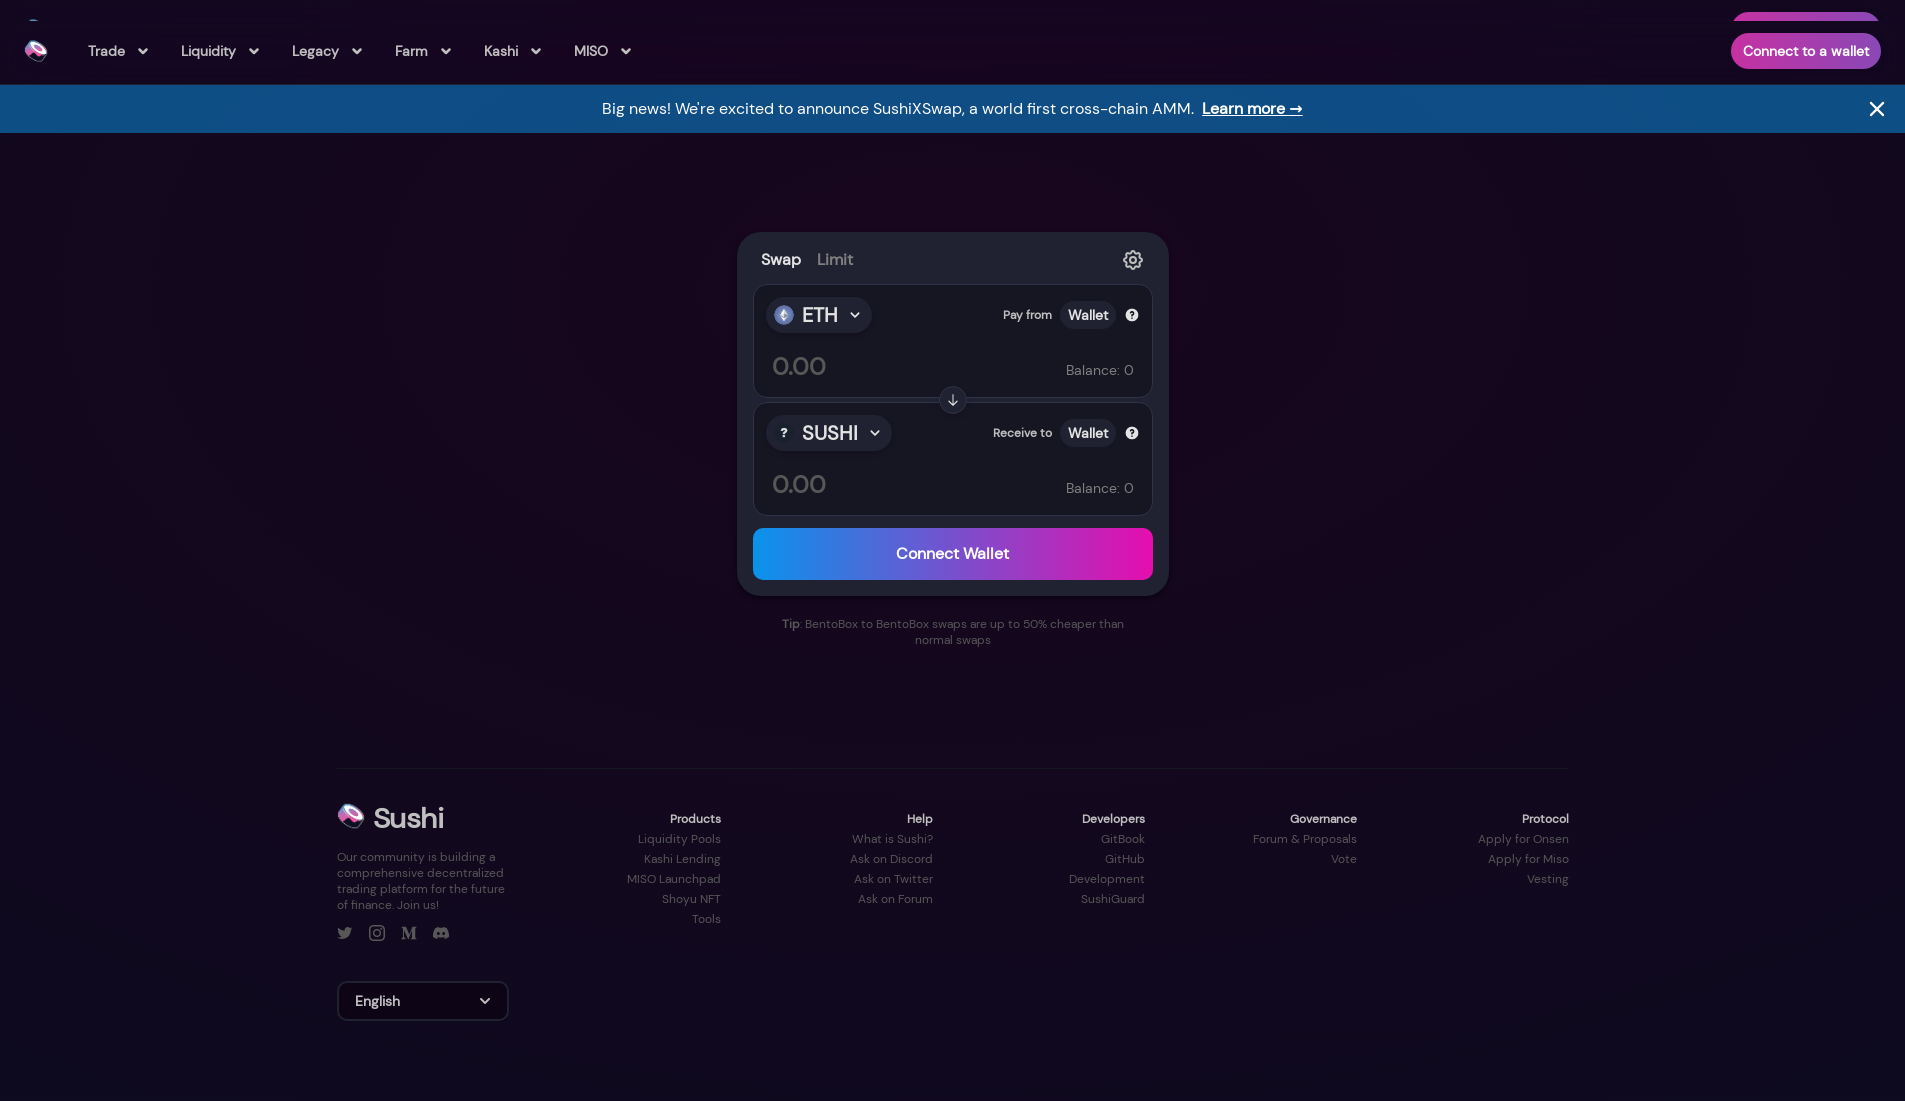 Trade
Liquidity
Legacy
Farm
Kashi
MISO
Connect to a wallet
Big news! We're excited to announce SushiXSwap, a world first cross-chain AMM. Learn more →
Swap
Limit
ETH
Pay from
Wallet
?
0.00
Balance: 0
? SUSHI
Receive to
Wallet
?
0.00
Balance: 0
Connect Wallet
Tip: BentoBox to BentoBox swaps are up to 50% cheaper than
normal swaps
Sushi
Our community is building a
comprehensive decentralized
trading platform for the future
of finance. Join us!
English
Products
Liquidity Pools
Kashi Lending
MISO Launchpad
Shoyu NFT
Tools
Help
What is Sushi?
Ask on Discord
Ask on Twitter
Ask on Forum
Developers
GitBook
GitHub
Development
SushiGuard
Governance
Forum & Proposals
Vote
Protocol
Apply for Onsen
Apply for Miso
Vesting